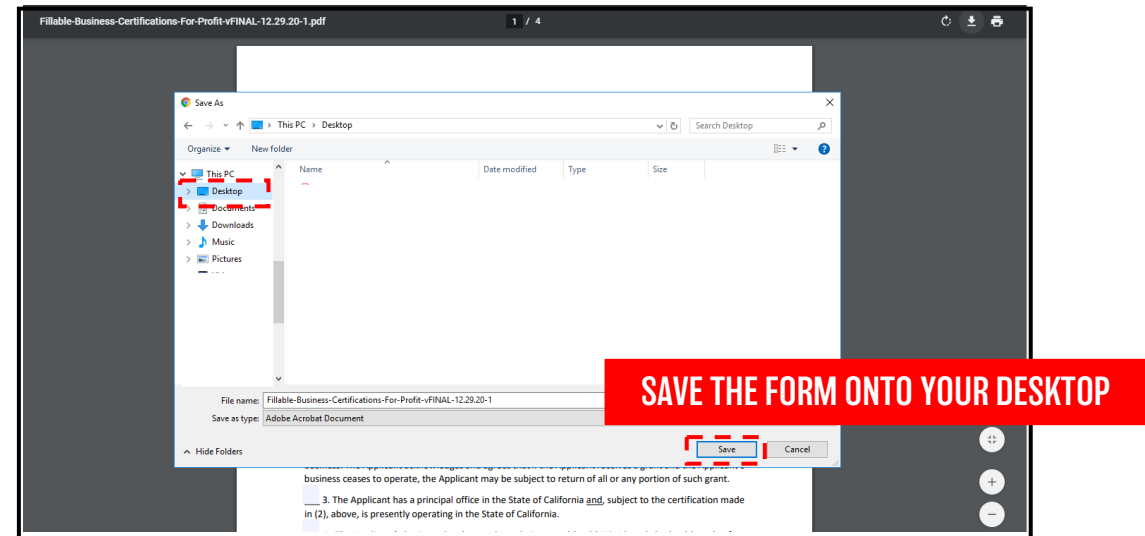 Fillable-Business-Certifications-For-Profit-vFINAL-12.29.20-1.pdf
1 / 4
Save As
This PC > Desktop
Search Desktop
Organize
New folder
Name
Date modified
Type
Size
This PC
Desktop
Documents
Downloads
Music
Pictures
SAVE THE FORM ONTO YOUR DESKTOP
File name: Fillable-Business-Certifications-For-Profit-vFINAL-12.29.20-1
Save as type: Adobe Acrobat Document
Hide Folders
Save
Cancel
business ceases to operate, the Applicant may be subject to return of all or any portion of such grant.
___ 3. The Applicant has a principal office in the State of California and, subject to the certification made
in (2), above, is presently operating in the State of California.